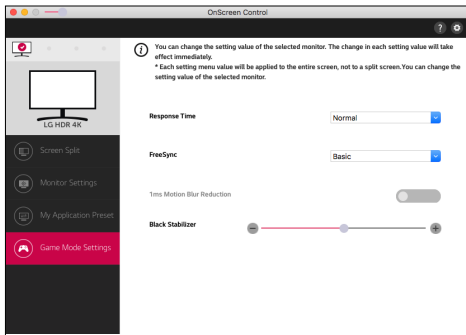 OnScreen Control
?
i
You can change the setting value of the selected monitor. The change in each setting value will take
effect immediately.
* Each setting menu value will be applied to the entire screen, not to a split screen.You can change the
setting value of the selected monitor.
LG HDR 4K
Screen Split
Monitor Settings
My Application Preset
Game Mode Settings
Response Time
Normal
FreeSync
Basic
1ms Motion Blur Reduction
Black Stabilizer